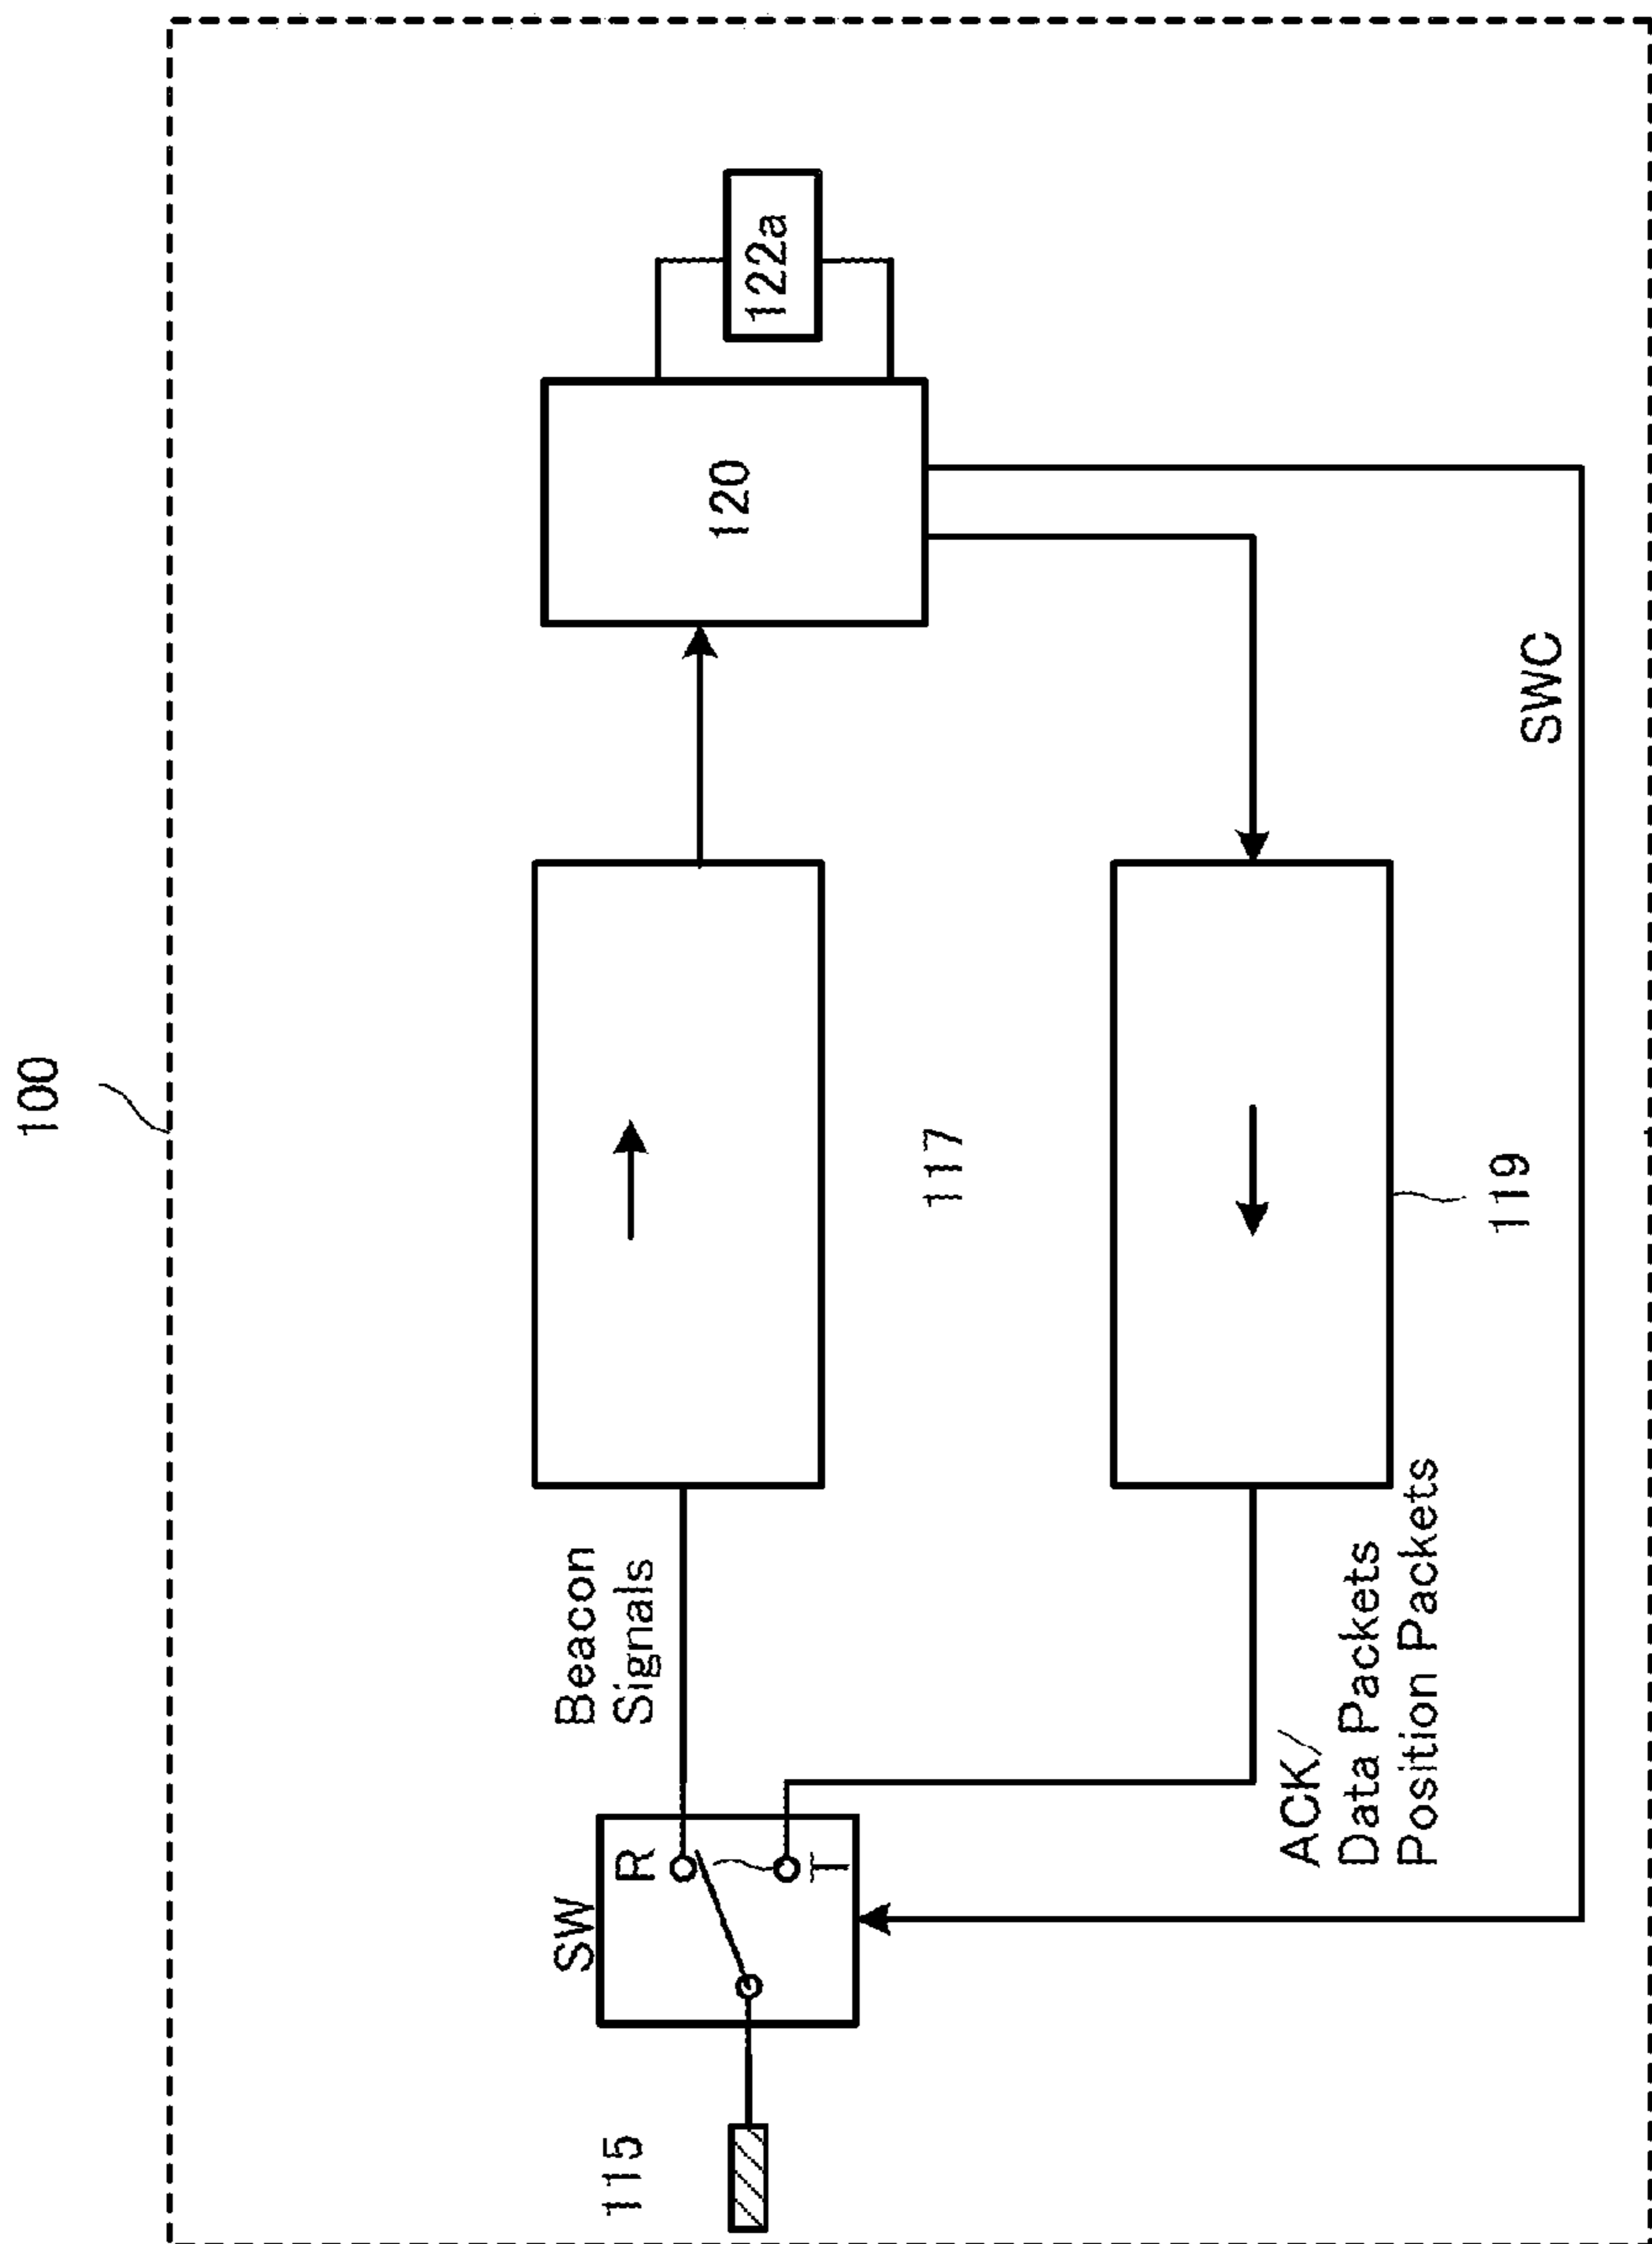 100
122a
120
SWC
117
119
Beacon
Signals
SW
R
T
ACK/
Data Packets
Position Packets
115